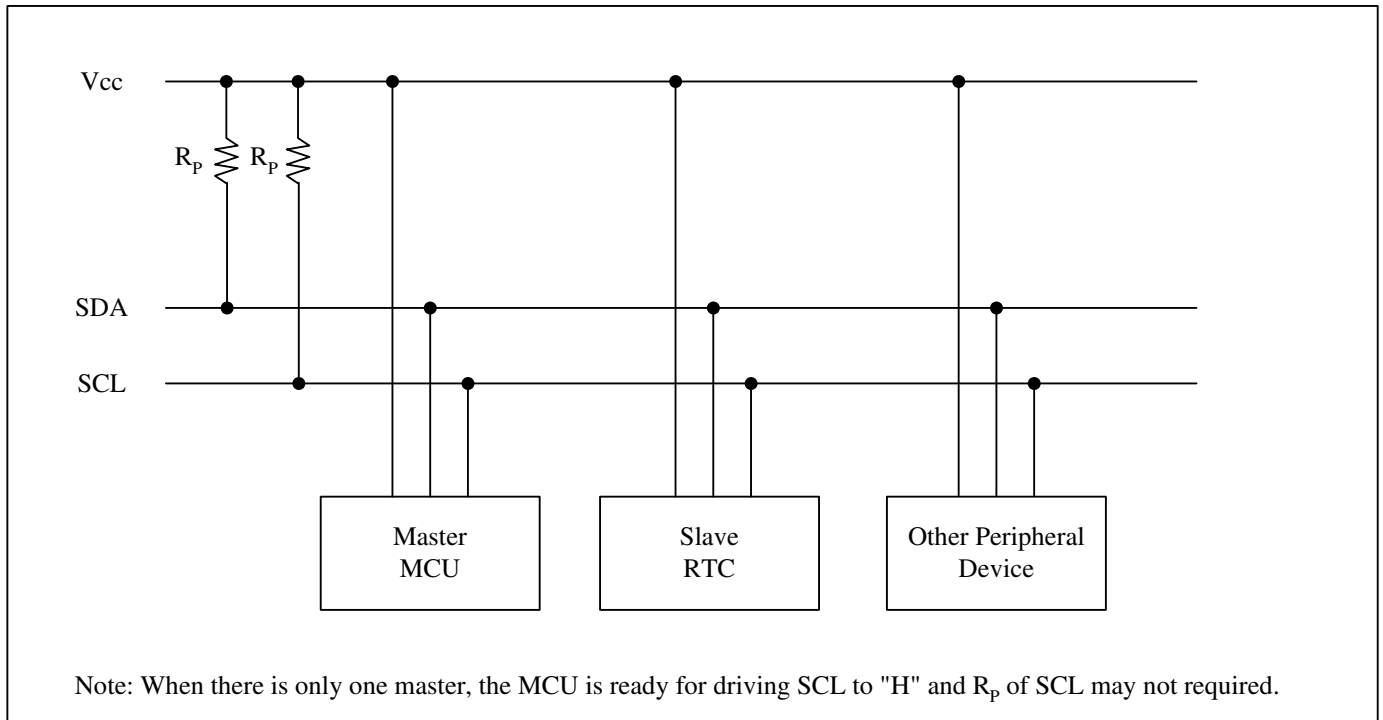 Vcc
R_P R_P
SDA
SCL
Master
MCU
Slave
RTC
Other Peripheral
Device
Note: When there is only one master, the MCU is ready for driving SCL to "H" and R_P of SCL may not required.